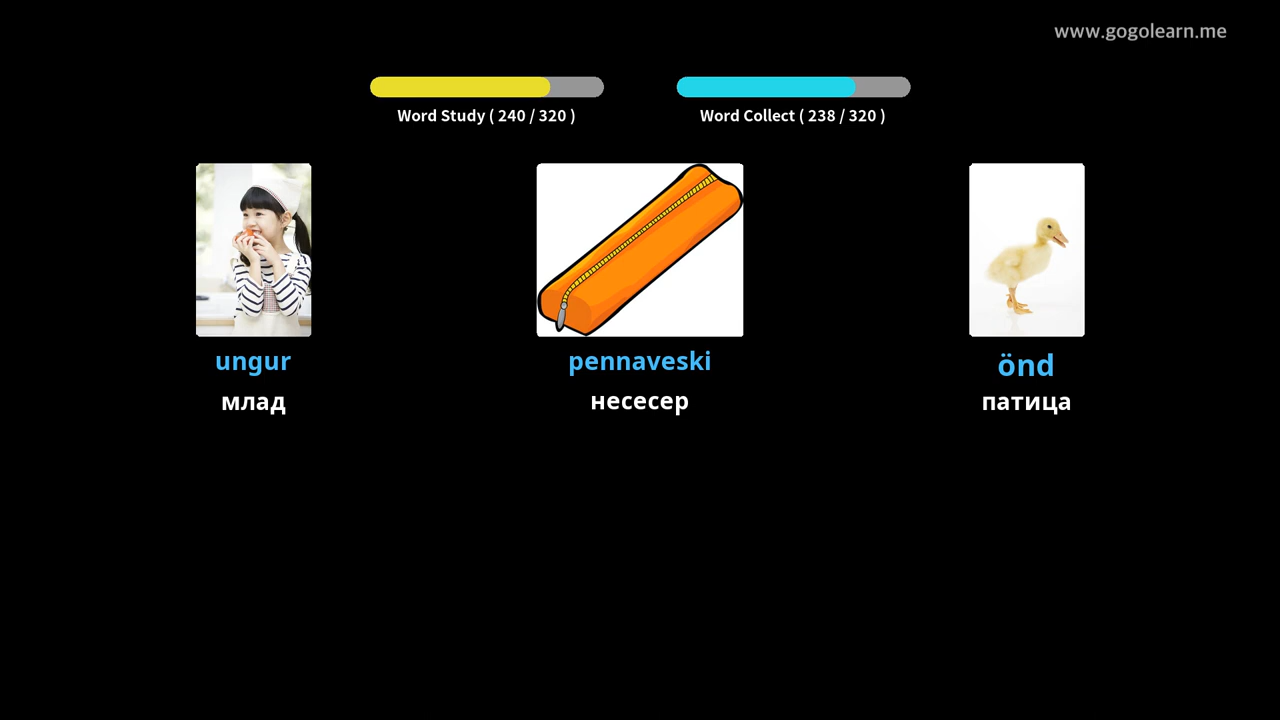 www.gogolearn.me
Word Study ( 240 / 320 )
Word Collect ( 238 / 320 )
ungur
pennaveski
önd
млад
несесер
патица